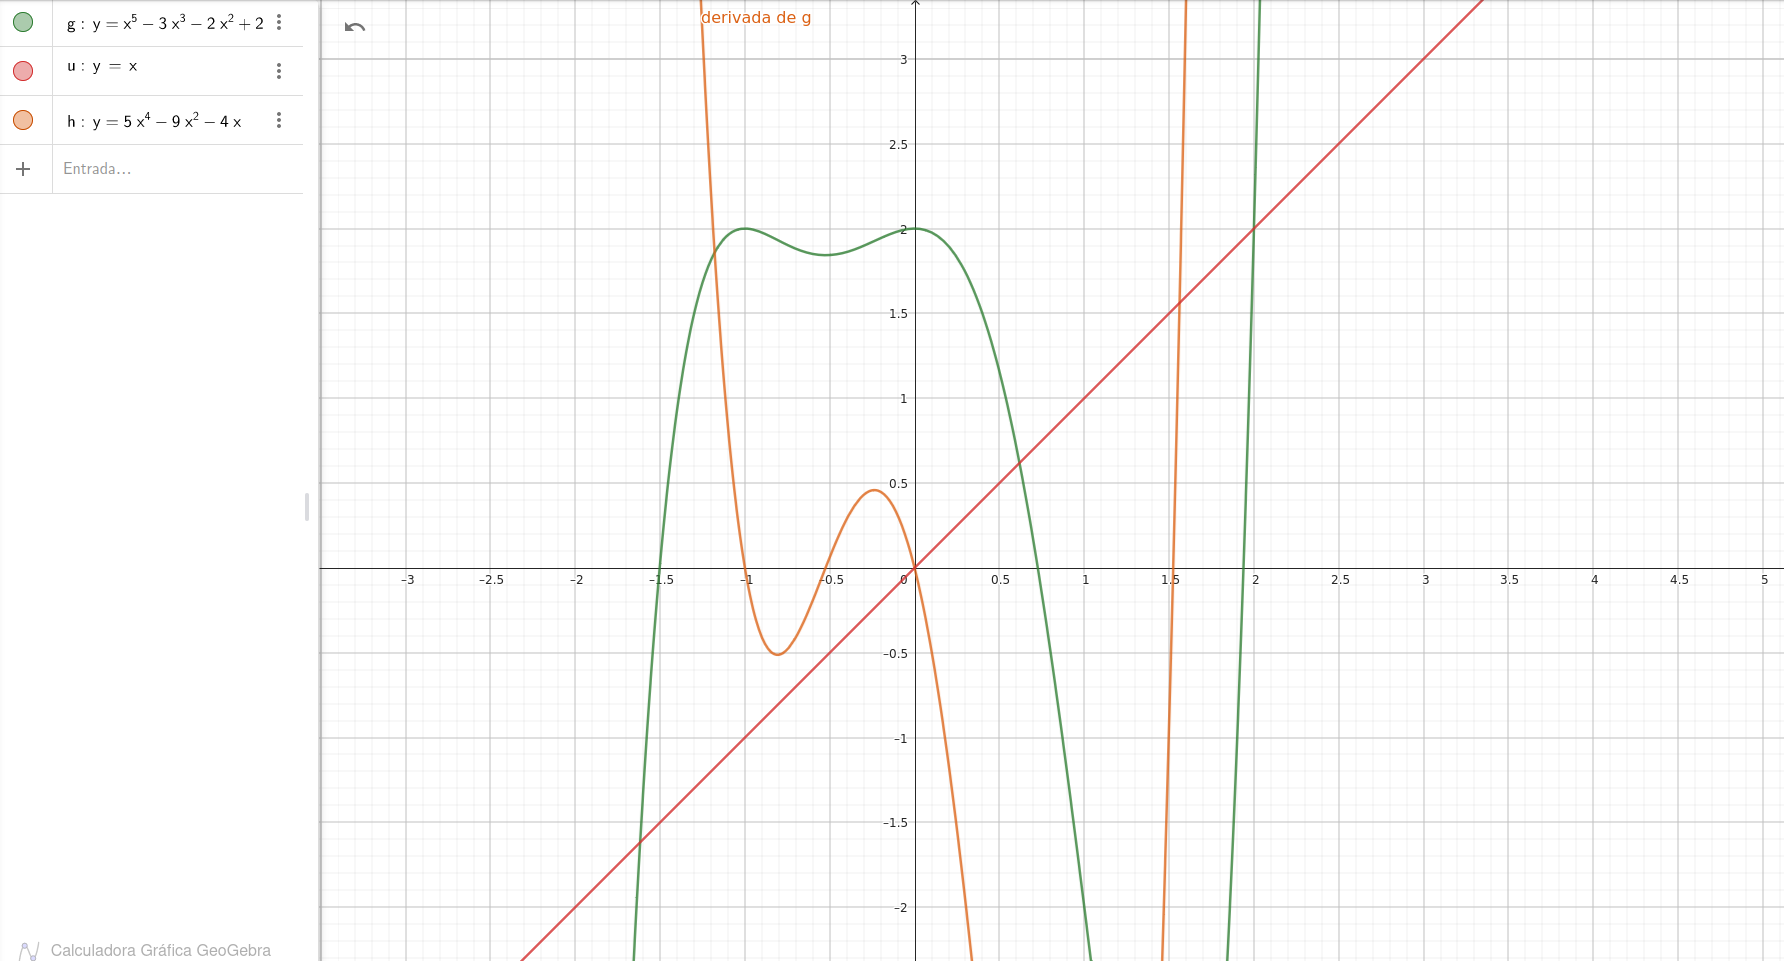 g : y = x⁵ − 3 x³ − 2 x² + 2
u : y = x
h : y = 5 x⁴ − 9 x² − 4 x
Entrada…
derivada de g
3
2.5
2
1.5
1
0.5
–3 –2.5 –2 –1.5 –1 –0.5 0 0.5 1 1.5 2 2.5 3 3.5 4 4.5 5
–0.5
–1
–1.5
–2
Calculadora Gráfica GeoGebra